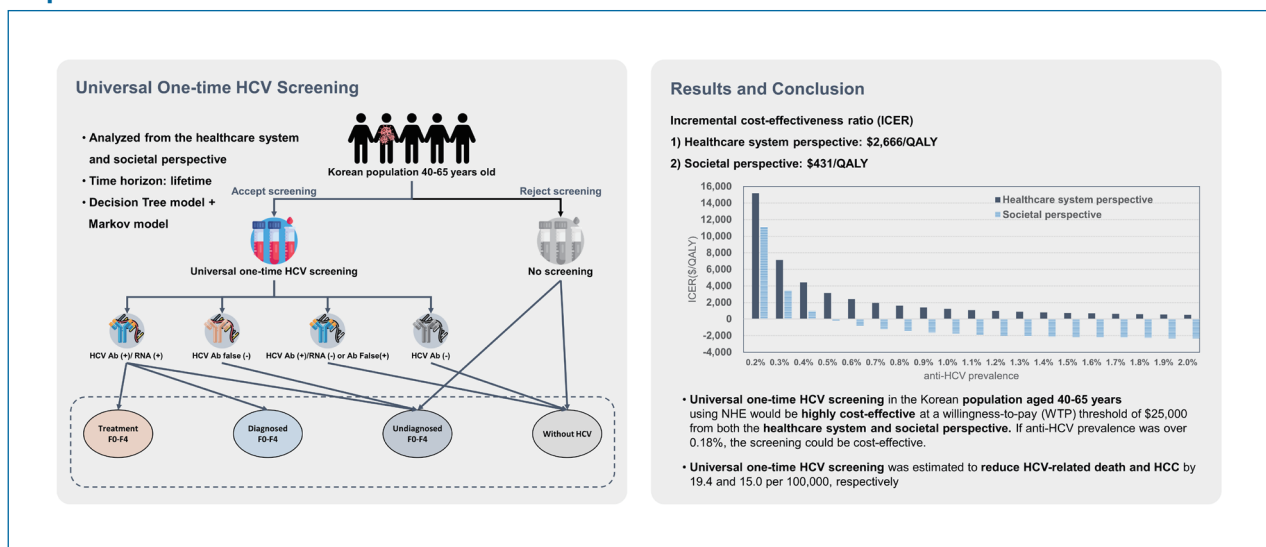 Universal One-time HCV Screening
• Analyzed from the healthcare system
and societal perspective
• Time horizon: lifetime
• Decision Tree model +
Markov model
Korean population 40-65 years old
Accept screening
Reject screening
Universal one-time HCV screening
No screening
HCV Ab (+)/ RNA (+)
HCV Ab false (-)
HCV Ab (+)/RNA (-) or Ab False(+)
HCV Ab (-)
Treatment
F0-F4
Diagnosed
F0-F4
Undiagnosed
F0-F4
Without HCV
Results and Conclusion
Incremental cost-effectiveness ratio (ICER)
1) Healthcare system perspective: $2,666/QALY
2) Societal perspective: $431/QALY
ICER($/QALY)
16,000
14,000
12,000
10,000
8,000
6,000
4,000
2,000
0
-2,000
-4,000
Healthcare system perspective
Societal perspective
0.2% 0.3% 0.4% 0.5% 0.6% 0.7% 0.8% 0.9% 1.0% 1.1% 1.2% 1.3% 1.4% 1.5% 1.6% 1.7% 1.8% 1.9% 2.0%
anti-HCV prevalence
• Universal one-time HCV screening in the Korean population aged 40-65 years
using NHE would be highly cost-effective at a willingness-to-pay (WTP) threshold of $25,000
from both the healthcare system and societal perspective. If anti-HCV prevalence was over
0.18%, the screening could be cost-effective.
• Universal one-time HCV screening was estimated to reduce HCV-related death and HCC by
19.4 and 15.0 per 100,000, respectively